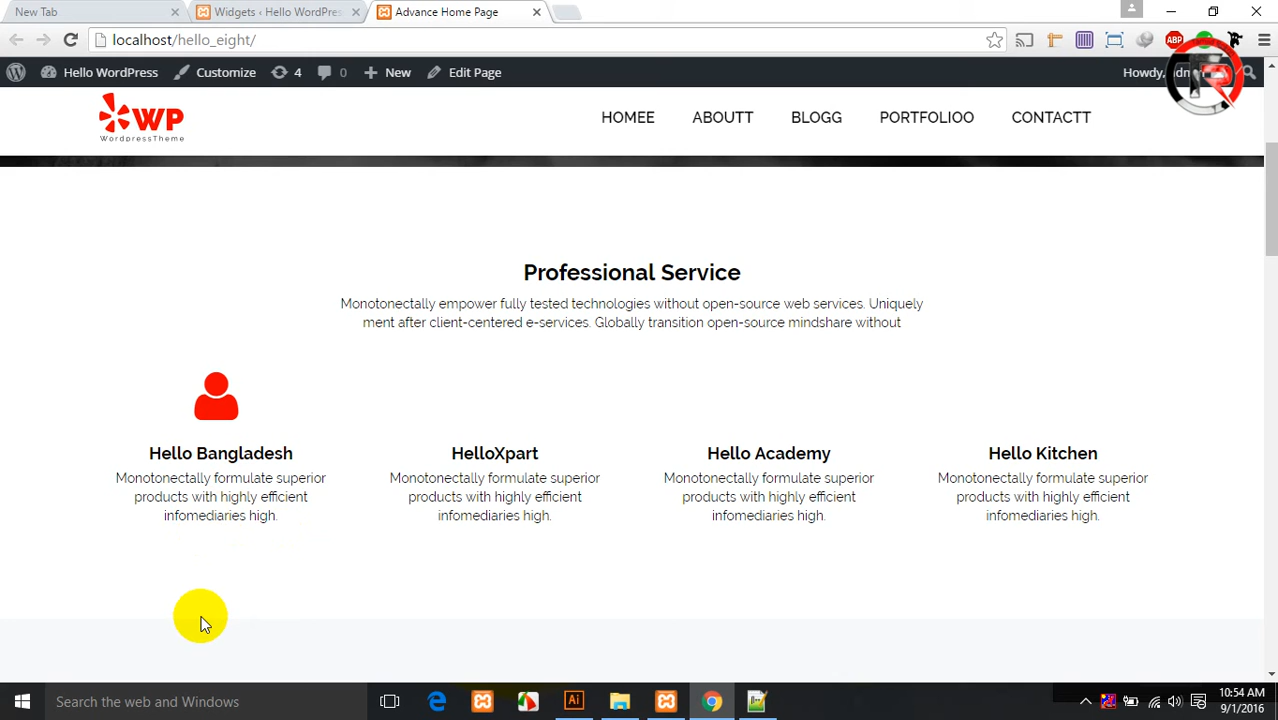 New Tab
Widgets ‹ Hello WordPres
Advance Home Page
localhost/hello_eight/
ABP
Hello WordPress
Customize
4
0
New
Edit Page
Howdy,
WP
WordpressTheme
HOMEE
ABOUTT
BLOGG
PORTFOLIOO
CONTACTT
Professional Service
Monotonectally empower fully tested technologies without open-source web services. Uniquely
ment after client-centered e-services. Globally transition open-source mindshare without
Hello Bangladesh
Monotonectally formulate superior
products with highly efficient
infomediaries high.
HelloXpart
Monotonectally formulate superior
products with highly efficient
infomediaries high.
Hello Academy
Monotonectally formulate superior
products with highly efficient
infomediaries high.
Hello Kitchen
Monotonectally formulate superior
products with highly efficient
infomediaries high.
Search the web and Windows
Ai
10:54 AM
9/1/2016